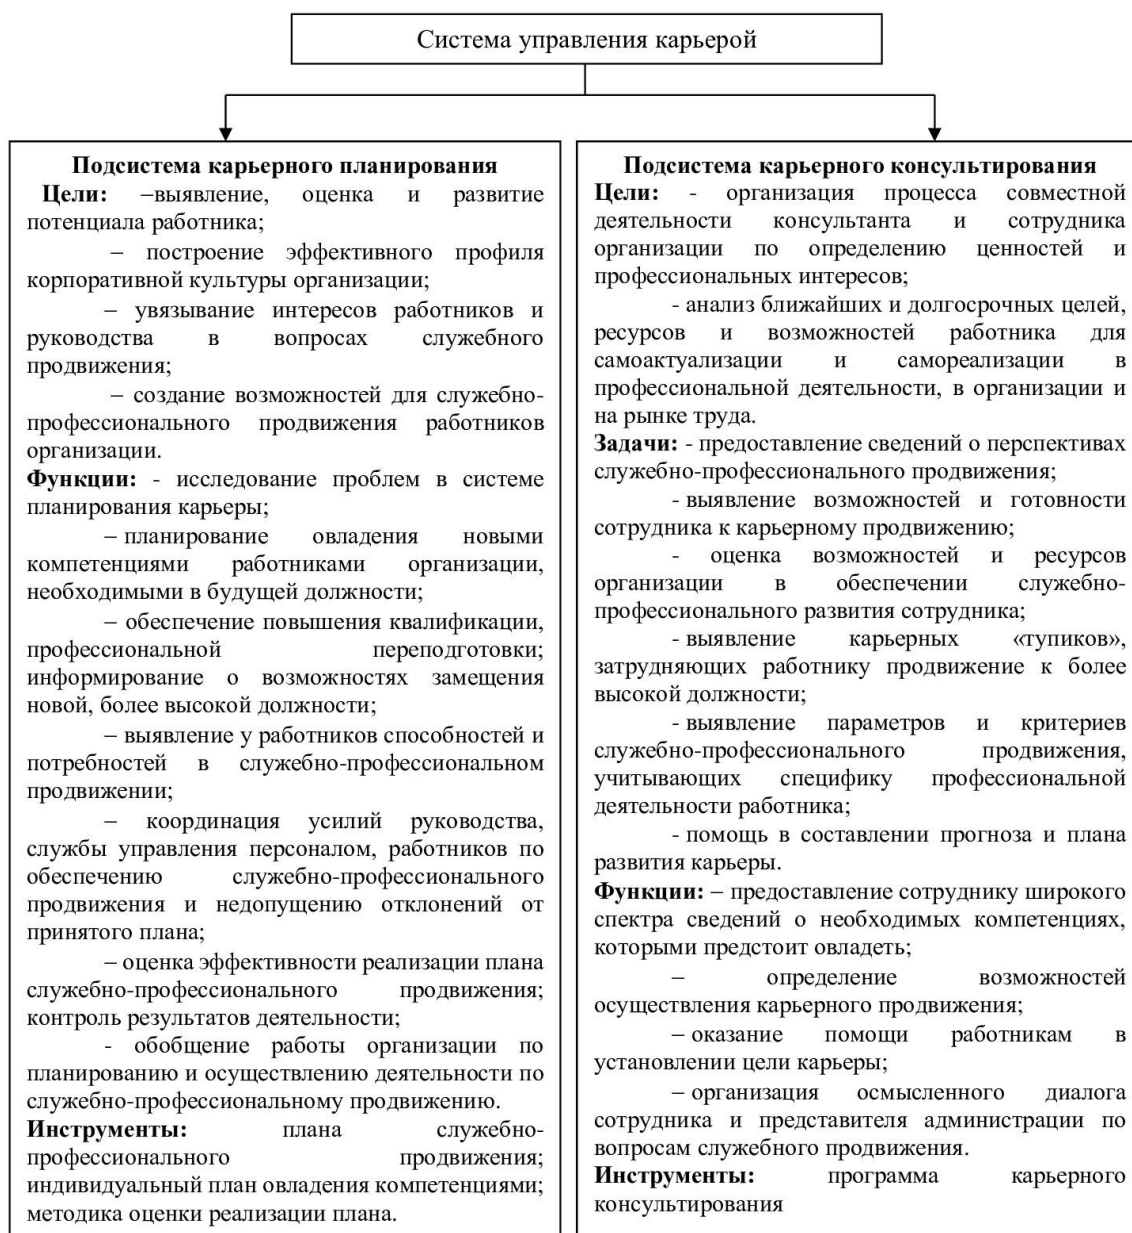 Система управления карьерой
Подсистема карьерного планирования
Цели: –выявление, оценка и развитие
потенциала работника;
– построение эффективного профиля
корпоративной культуры организации;
– увязывание интересов работников и
руководства в вопросах служебного
продвижения;
– создание возможностей для служебно-
профессионального продвижения работников
организации.
Функции: - исследование проблем в системе
планирования карьеры;
– планирование овладения новыми
компетенциями работниками организации,
необходимыми в будущей должности;
– обеспечение повышения квалификации,
профессиональной переподготовки;
информирование о возможностях замещения
новой, более высокой должности;
– выявление у работников способностей и
потребностей в служебно-профессиональном
продвижении;
– координация усилий руководства,
службы управления персоналом, работников по
обеспечению служебно-профессионального
продвижения и недопущению отклонений от
принятого плана;
– оценка эффективности реализации плана
служебно-профессионального продвижения;
контроль результатов деятельности;
- обобщение работы организации по
планированию и осуществлению деятельности по
служебно-профессиональному продвижению.
Инструменты: плана служебно-
профессионального продвижения;
индивидуальный план овладения компетенциями;
методика оценки реализации плана.
Подсистема карьерного консультирования
Цели: - организация процесса совместной
деятельности консультанта и сотрудника
организации по определению ценностей и
профессиональных интересов;
- анализ ближайших и долгосрочных целей,
ресурсов и возможностей работника для
самоактуализации и самореализации в
профессиональной деятельности, в организации и
на рынке труда.
Задачи: - предоставление сведений о перспективах
служебно-профессионального продвижения;
- выявление возможностей и готовности
сотрудника к карьерному продвижению;
- оценка возможностей и ресурсов
организации в обеспечении служебно-
профессионального развития сотрудника;
- выявление карьерных «тупиков»,
затрудняющих работнику продвижение к более
высокой должности;
- выявление параметров и критериев
служебно-профессионального продвижения,
учитывающих специфику профессиональной
деятельности работника;
- помощь в составлении прогноза и плана
развития карьеры.
Функции: – предоставление сотруднику широкого
спектра сведений о необходимых компетенциях,
которыми предстоит овладеть;
– определение возможностей
осуществления карьерного продвижения;
– оказание помощи работникам в
установлении цели карьеры;
– организация осмысленного диалога
сотрудника и представителя администрации по
вопросам служебного продвижения.
Инструменты: программа карьерного
консультирования